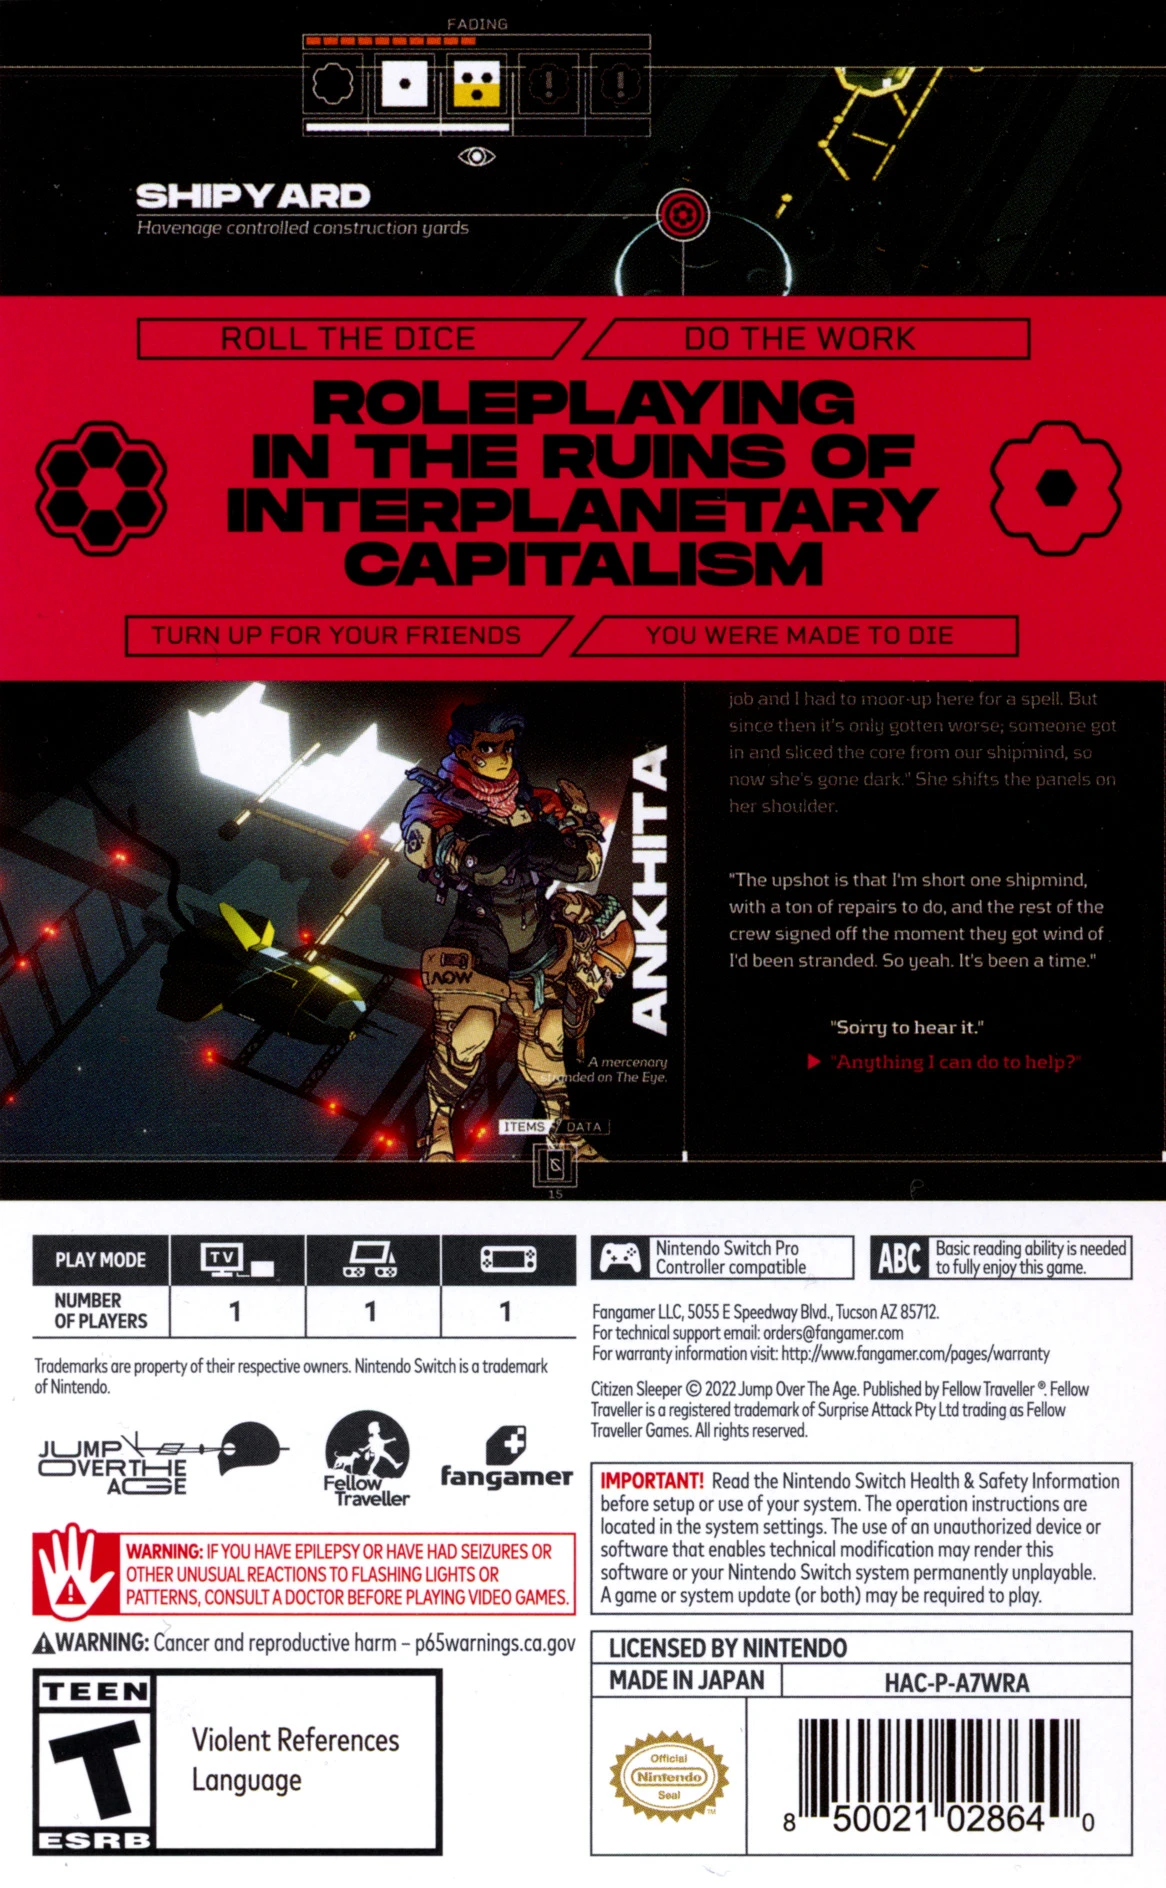 FADING
SHIPYARD
Havenage controlled construction yards
ROLL THE DICE
DO THE WORK
ROLEPLAYING
IN THE RUINS OF
INTERPLANETARY
CAPITALISM
TURN UP FOR YOUR FRIENDS
YOU WERE MADE TO DIE
job and I had to moor-up here for a spell. But
since then it's only gotten worse; someone got
in and sliced the core from our shipmind, so
now she's gone dark." She shifts the panels on
her shoulder.
"The upshot is that I'm short one shipmind,
with a ton of repairs to do, and the rest of the
crew signed off the moment they got wind of
I'd been stranded. So yeah. It's been a time."
"Sorry to hear it."
"Anything I can do to help?"
ANKHITA
A mercenary
stranded on The Eye.
ITEMS
DATA
15
PLAY MODE
TV
NUMBER
OF PLAYERS
1
1
1
Nintendo Switch Pro
Controller compatible
ABC
Basic reading ability is needed
to fully enjoy this game.
Trademarks are property of their respective owners. Nintendo Switch is a trademark
of Nintendo.
Fangamer LLC, 5055 E Speedway Blvd., Tucson AZ 85712.
For technical support email: orders@fangamer.com
For warranty information visit: http://www.fangamer.com/pages/warranty
Citizen Sleeper © 2022 Jump Over The Age. Published by Fellow Traveller ®. Fellow
Traveller is a registered trademark of Surprise Attack Pty Ltd trading as Fellow
Traveller Games. All rights reserved.
JUMP
OVER THE
AGE
Fellow
Traveller
fangamer
WARNING: IF YOU HAVE EPILEPSY OR HAVE HAD SEIZURES OR
OTHER UNUSUAL REACTIONS TO FLASHING LIGHTS OR
PATTERNS, CONSULT A DOCTOR BEFORE PLAYING VIDEO GAMES.
WARNING: Cancer and reproductive harm – p65warnings.ca.gov
IMPORTANT! Read the Nintendo Switch Health & Safety Information
before setup or use of your system. The operation instructions are
located in the system settings. The use of an unauthorized device or
software that enables technical modification may render this
software or your Nintendo Switch system permanently unplayable.
A game or system update (or both) may be required to play.
TEEN
T
ESRB
Violent References
Language
LICENSED BY NINTENDO
MADE IN JAPAN
HAC-P-A7WRA
Official
Nintendo
Seal
TM
8 50021 02864 0